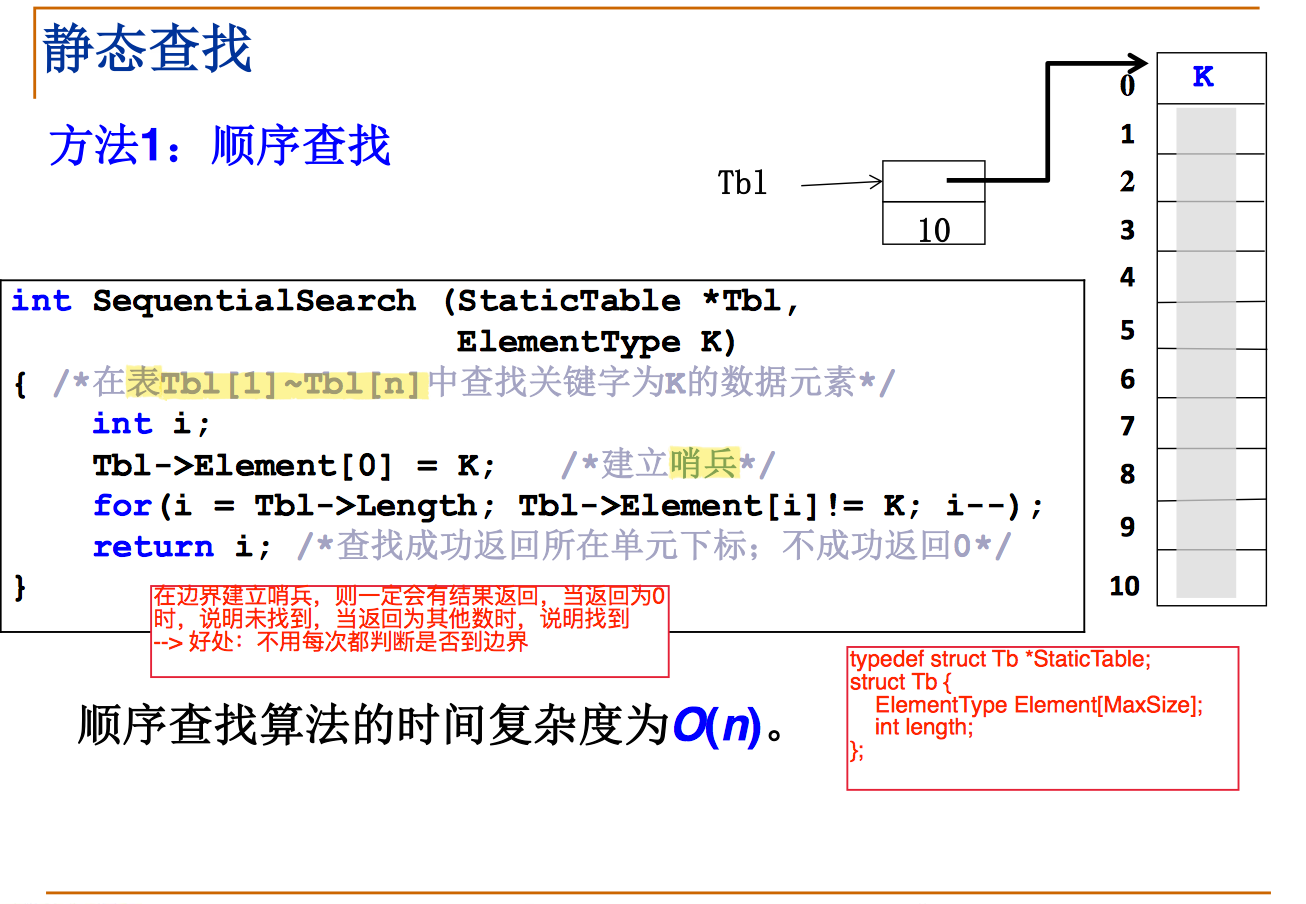 静态查找
方法1：顺序查找
Tbl
10
K
0
1
2
3
4
5
6
7
8
9
10
int SequentialSearch (StaticTable *Tbl,
ElementType K)
{ /*在表Tbl[1]~Tbl[n]中查找关键字为K的数据元素*/
int i;
Tbl->Element[0] = K; /*建立哨兵*/
for(i = Tbl->Length; Tbl->Element[i]!= K; i--);
return i; /*查找成功返回所在单元下标；不成功返回0*/
}
在边界建立哨兵，则一定会有结果返回，当返回为0
时，说明未找到，当返回为其他数时，说明找到
--> 好处：不用每次都判断是否到边界
typedef struct Tb *StaticTable;
struct Tb {
ElementType Element[MaxSize];
int length;
};
顺序查找算法的时间复杂度为O(n)。